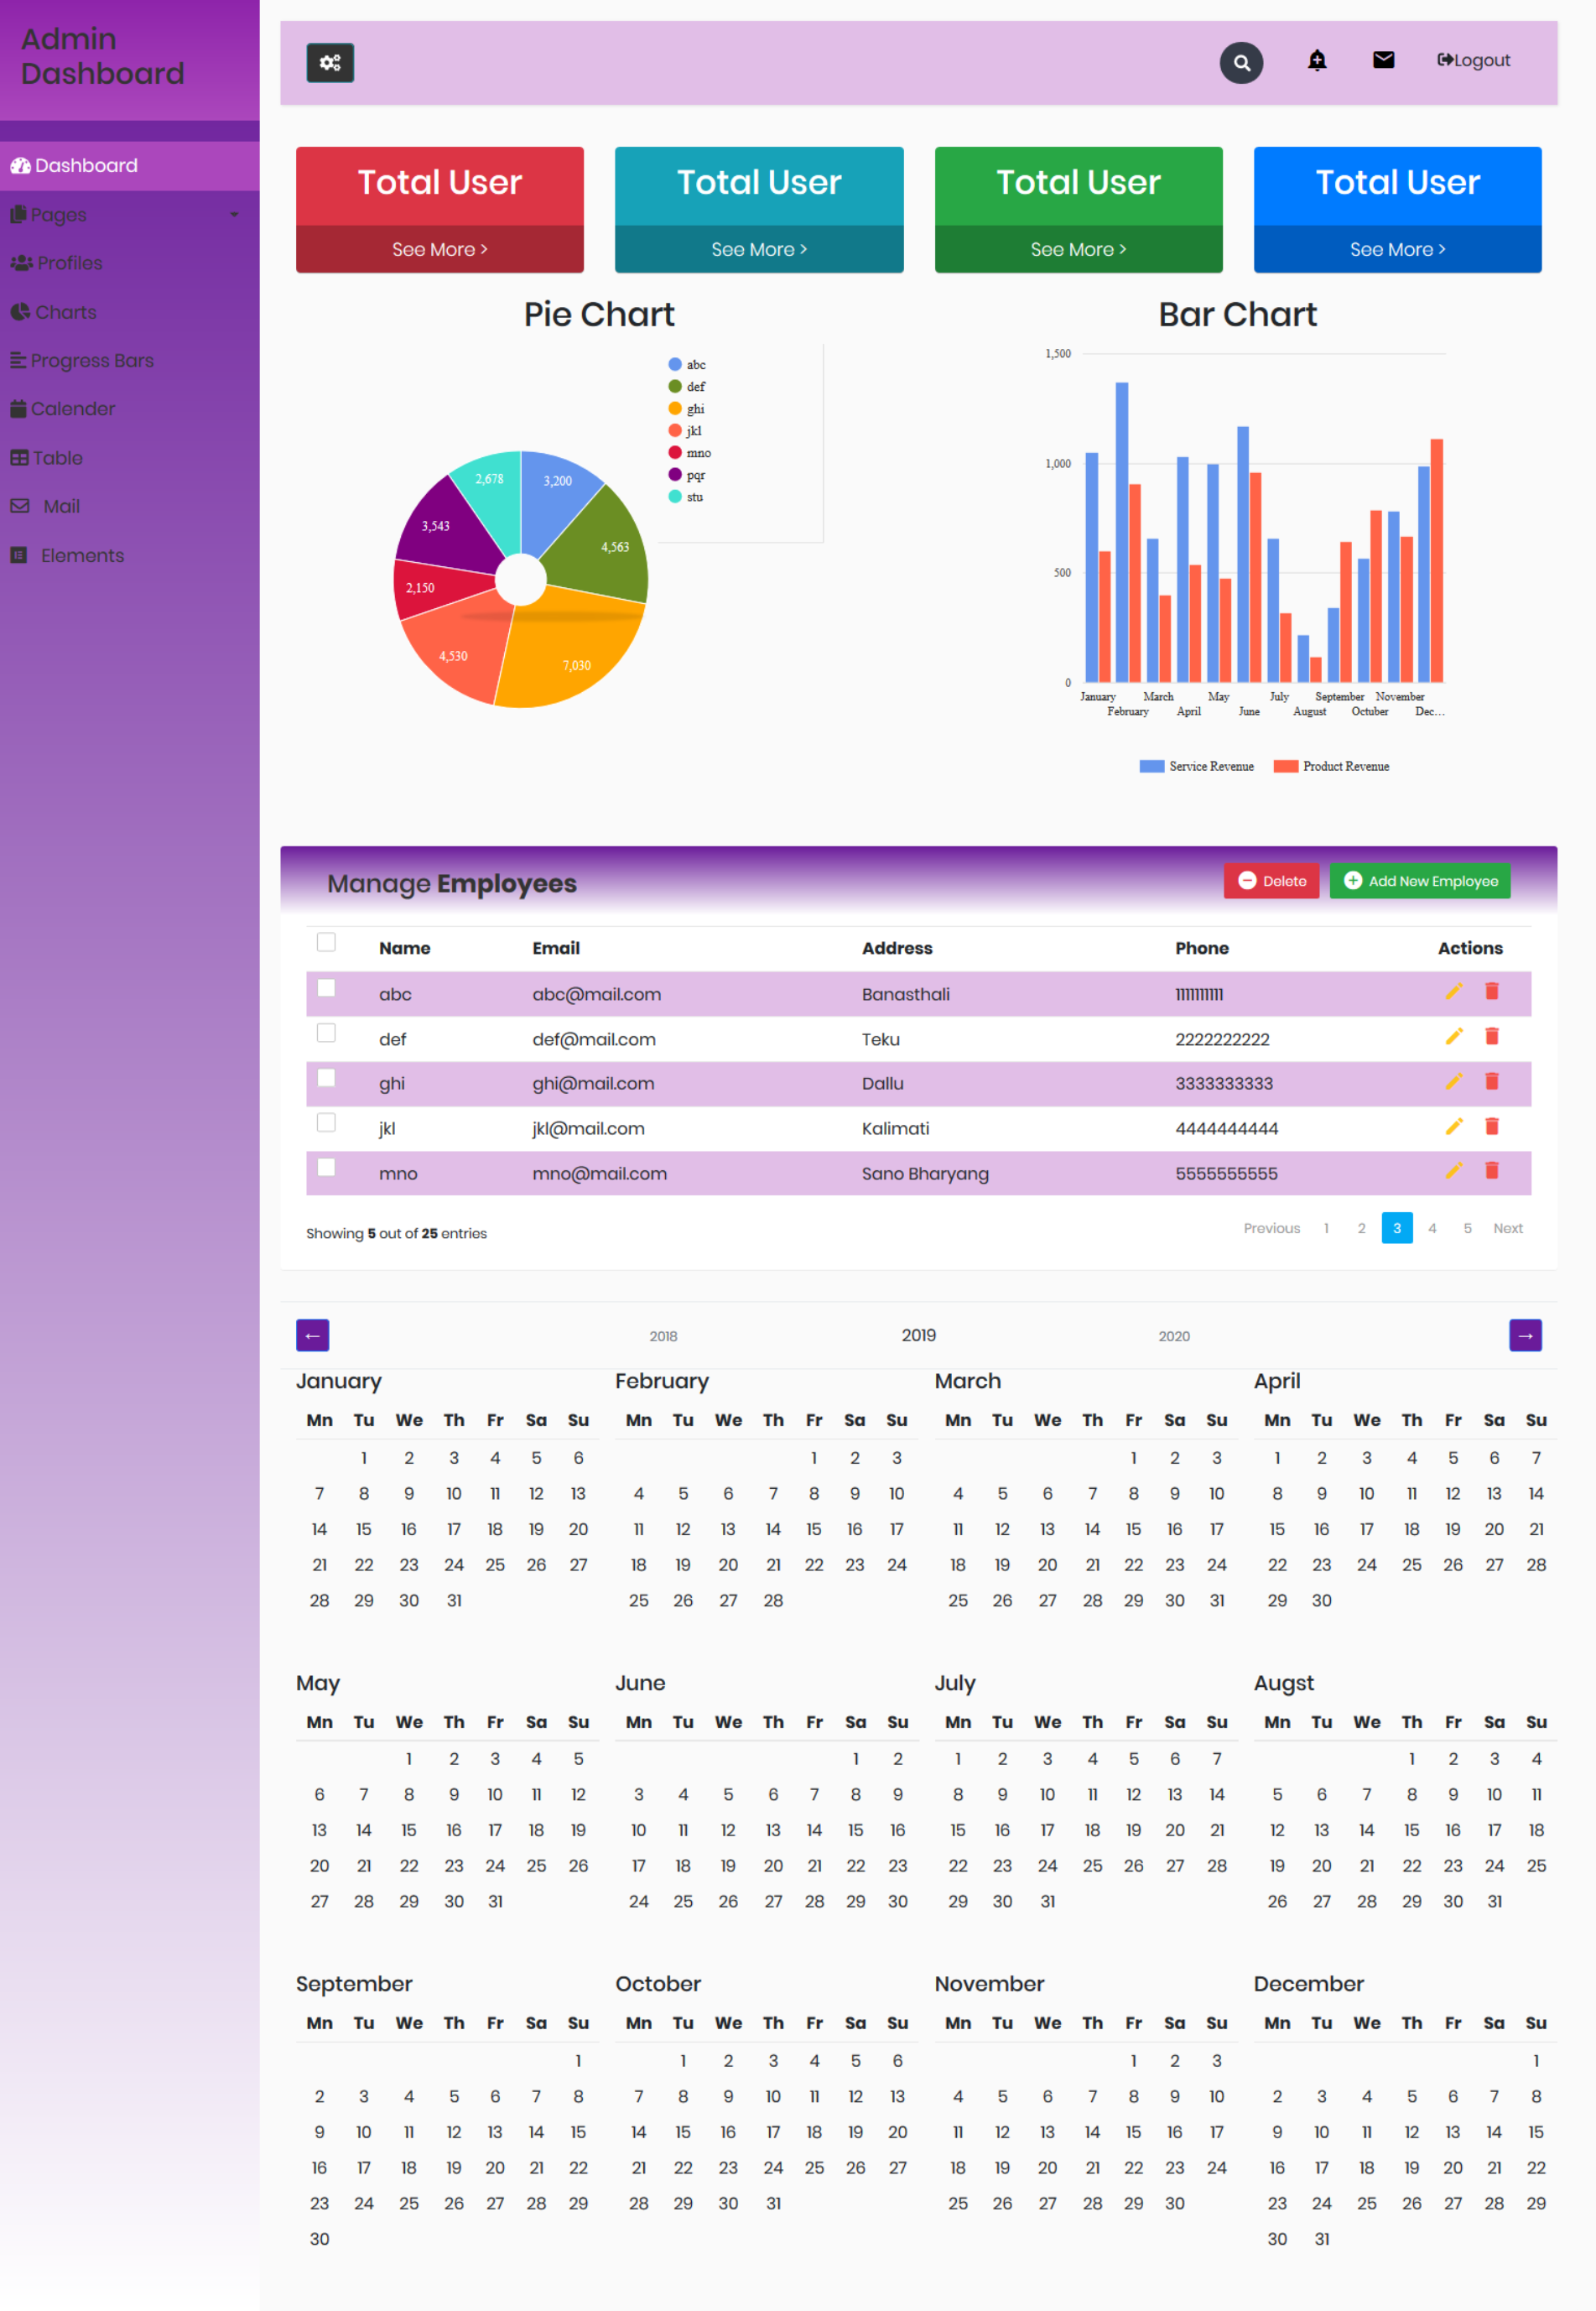 Admin
Dashboard
Dashboard
Pages
Profiles
Charts
Progress Bars
Calender
Table
Mail
Elements
Logout
Total User
See More >
Total User
See More >
Total User
See More >
Total User
See More >
Pie Chart
abc
def
ghi
jkl
mno
pqr
stu
2,678
3,200
3,543
4,563
2,150
4,530
7,030
Bar Chart
1,500
1,000
500
0
January March May July September November
February April June August Octuber Dec...
Service Revenue Product Revenue
Manage Employees
Delete
Add New Employee
Name Email Address Phone Actions
abc abc@mail.com Banasthali 1111111111
def def@mail.com Teku 2222222222
ghi ghi@mail.com Dallu 3333333333
jkl jkl@mail.com Kalimati 4444444444
mno mno@mail.com Sano Bharyang 5555555555
Showing 5 out of 25 entries
Previous 1 2 3 4 5 Next
← 2018 2019 2020 →
January
Mn Tu We Th Fr Sa Su
1 2 3 4 5 6
7 8 9 10 11 12 13
14 15 16 17 18 19 20
21 22 23 24 25 26 27
28 29 30 31
February
Mn Tu We Th Fr Sa Su
1 2 3
4 5 6 7 8 9 10
11 12 13 14 15 16 17
18 19 20 21 22 23 24
25 26 27 28
March
Mn Tu We Th Fr Sa Su
1 2 3
4 5 6 7 8 9 10
11 12 13 14 15 16 17
18 19 20 21 22 23 24
25 26 27 28 29 30 31
April
Mn Tu We Th Fr Sa Su
1 2 3 4 5 6 7
8 9 10 11 12 13 14
15 16 17 18 19 20 21
22 23 24 25 26 27 28
29 30
May
Mn Tu We Th Fr Sa Su
1 2 3 4 5
6 7 8 9 10 11 12
13 14 15 16 17 18 19
20 21 22 23 24 25 26
27 28 29 30 31
June
Mn Tu We Th Fr Sa Su
1 2
3 4 5 6 7 8 9
10 11 12 13 14 15 16
17 18 19 20 21 22 23
24 25 26 27 28 29 30
July
Mn Tu We Th Fr Sa Su
1 2 3 4 5 6 7
8 9 10 11 12 13 14
15 16 17 18 19 20 21
22 23 24 25 26 27 28
29 30 31
Augst
Mn Tu We Th Fr Sa Su
1 2 3 4
5 6 7 8 9 10 11
12 13 14 15 16 17 18
19 20 21 22 23 24 25
26 27 28 29 30 31
September
Mn Tu We Th Fr Sa Su
1
2 3 4 5 6 7 8
9 10 11 12 13 14 15
16 17 18 19 20 21 22
23 24 25 26 27 28 29
30
October
Mn Tu We Th Fr Sa Su
1 2 3 4 5 6
7 8 9 10 11 12 13
14 15 16 17 18 19 20
21 22 23 24 25 26 27
28 29 30 31
November
Mn Tu We Th Fr Sa Su
1 2 3
4 5 6 7 8 9 10
11 12 13 14 15 16 17
18 19 20 21 22 23 24
25 26 27 28 29 30
December
Mn Tu We Th Fr Sa Su
1
2 3 4 5 6 7 8
9 10 11 12 13 14 15
16 17 18 19 20 21 22
23 24 25 26 27 28 29
30 31